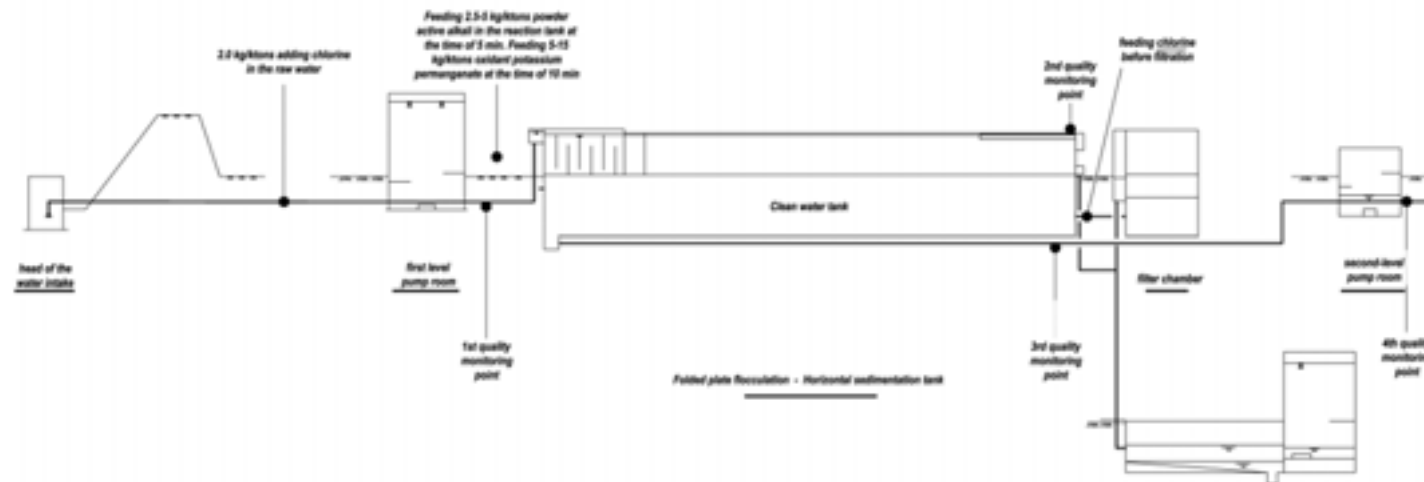 Feeding 2.5-5 kg/ktons powder
active alkali in the reaction tank at
the time of 5 min. Feeding 5-15
kg/ktons oxidant potassium
permanganate at the time of 10 min
2.0 kg/ktons adding chlorine
in the raw water
feeding chlorine
before filtration
2nd quality
monitoring
point
Clean water tank
head of the
water intake
first level
pump room
filter chamber
second-level
pump room
1st quality
monitoring
point
3rd quality
monitoring
point
4th quality
monitoring
point
Folded plate flocculation - Horizontal sedimentation tank